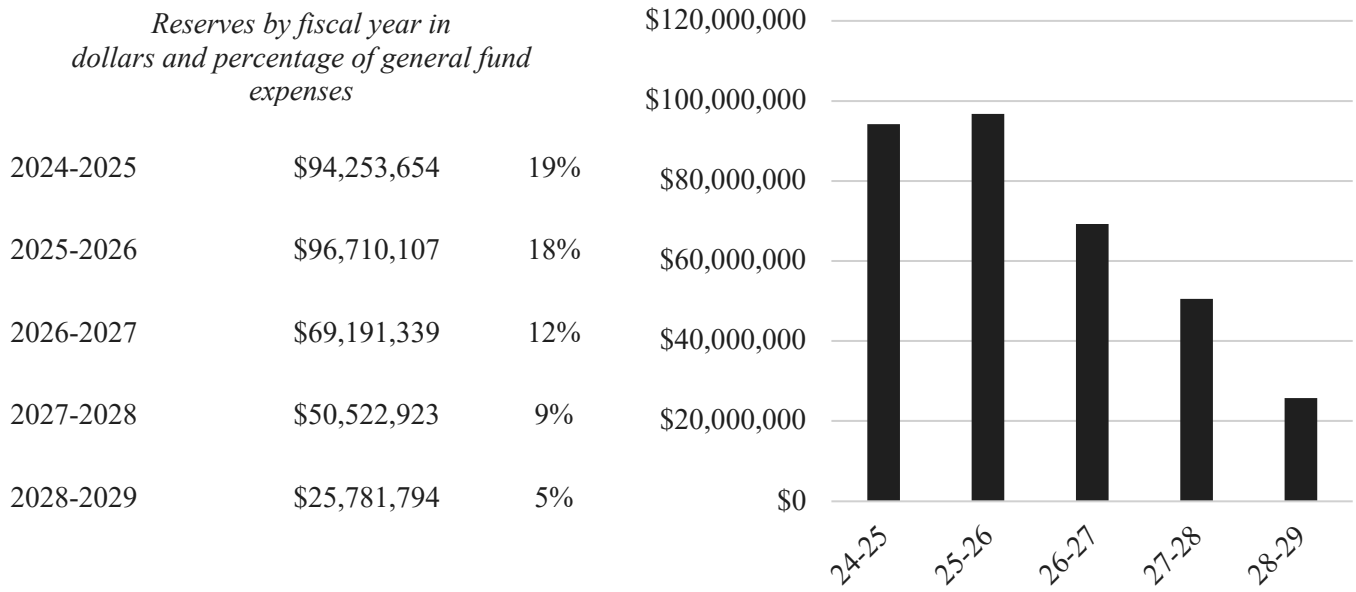 Reserves by fiscal year in
dollars and percentage of general fund
expenses
2024-2025 $94,253,654 19%
2025-2026 $96,710,107 18%
2026-2027 $69,191,339 12%
2027-2028 $50,522,923 9%
2028-2029 $25,781,794 5%
$120,000,000
$100,000,000
$80,000,000
$60,000,000
$40,000,000
$20,000,000
$0
24-25
25-26
26-27
27-28
28-29